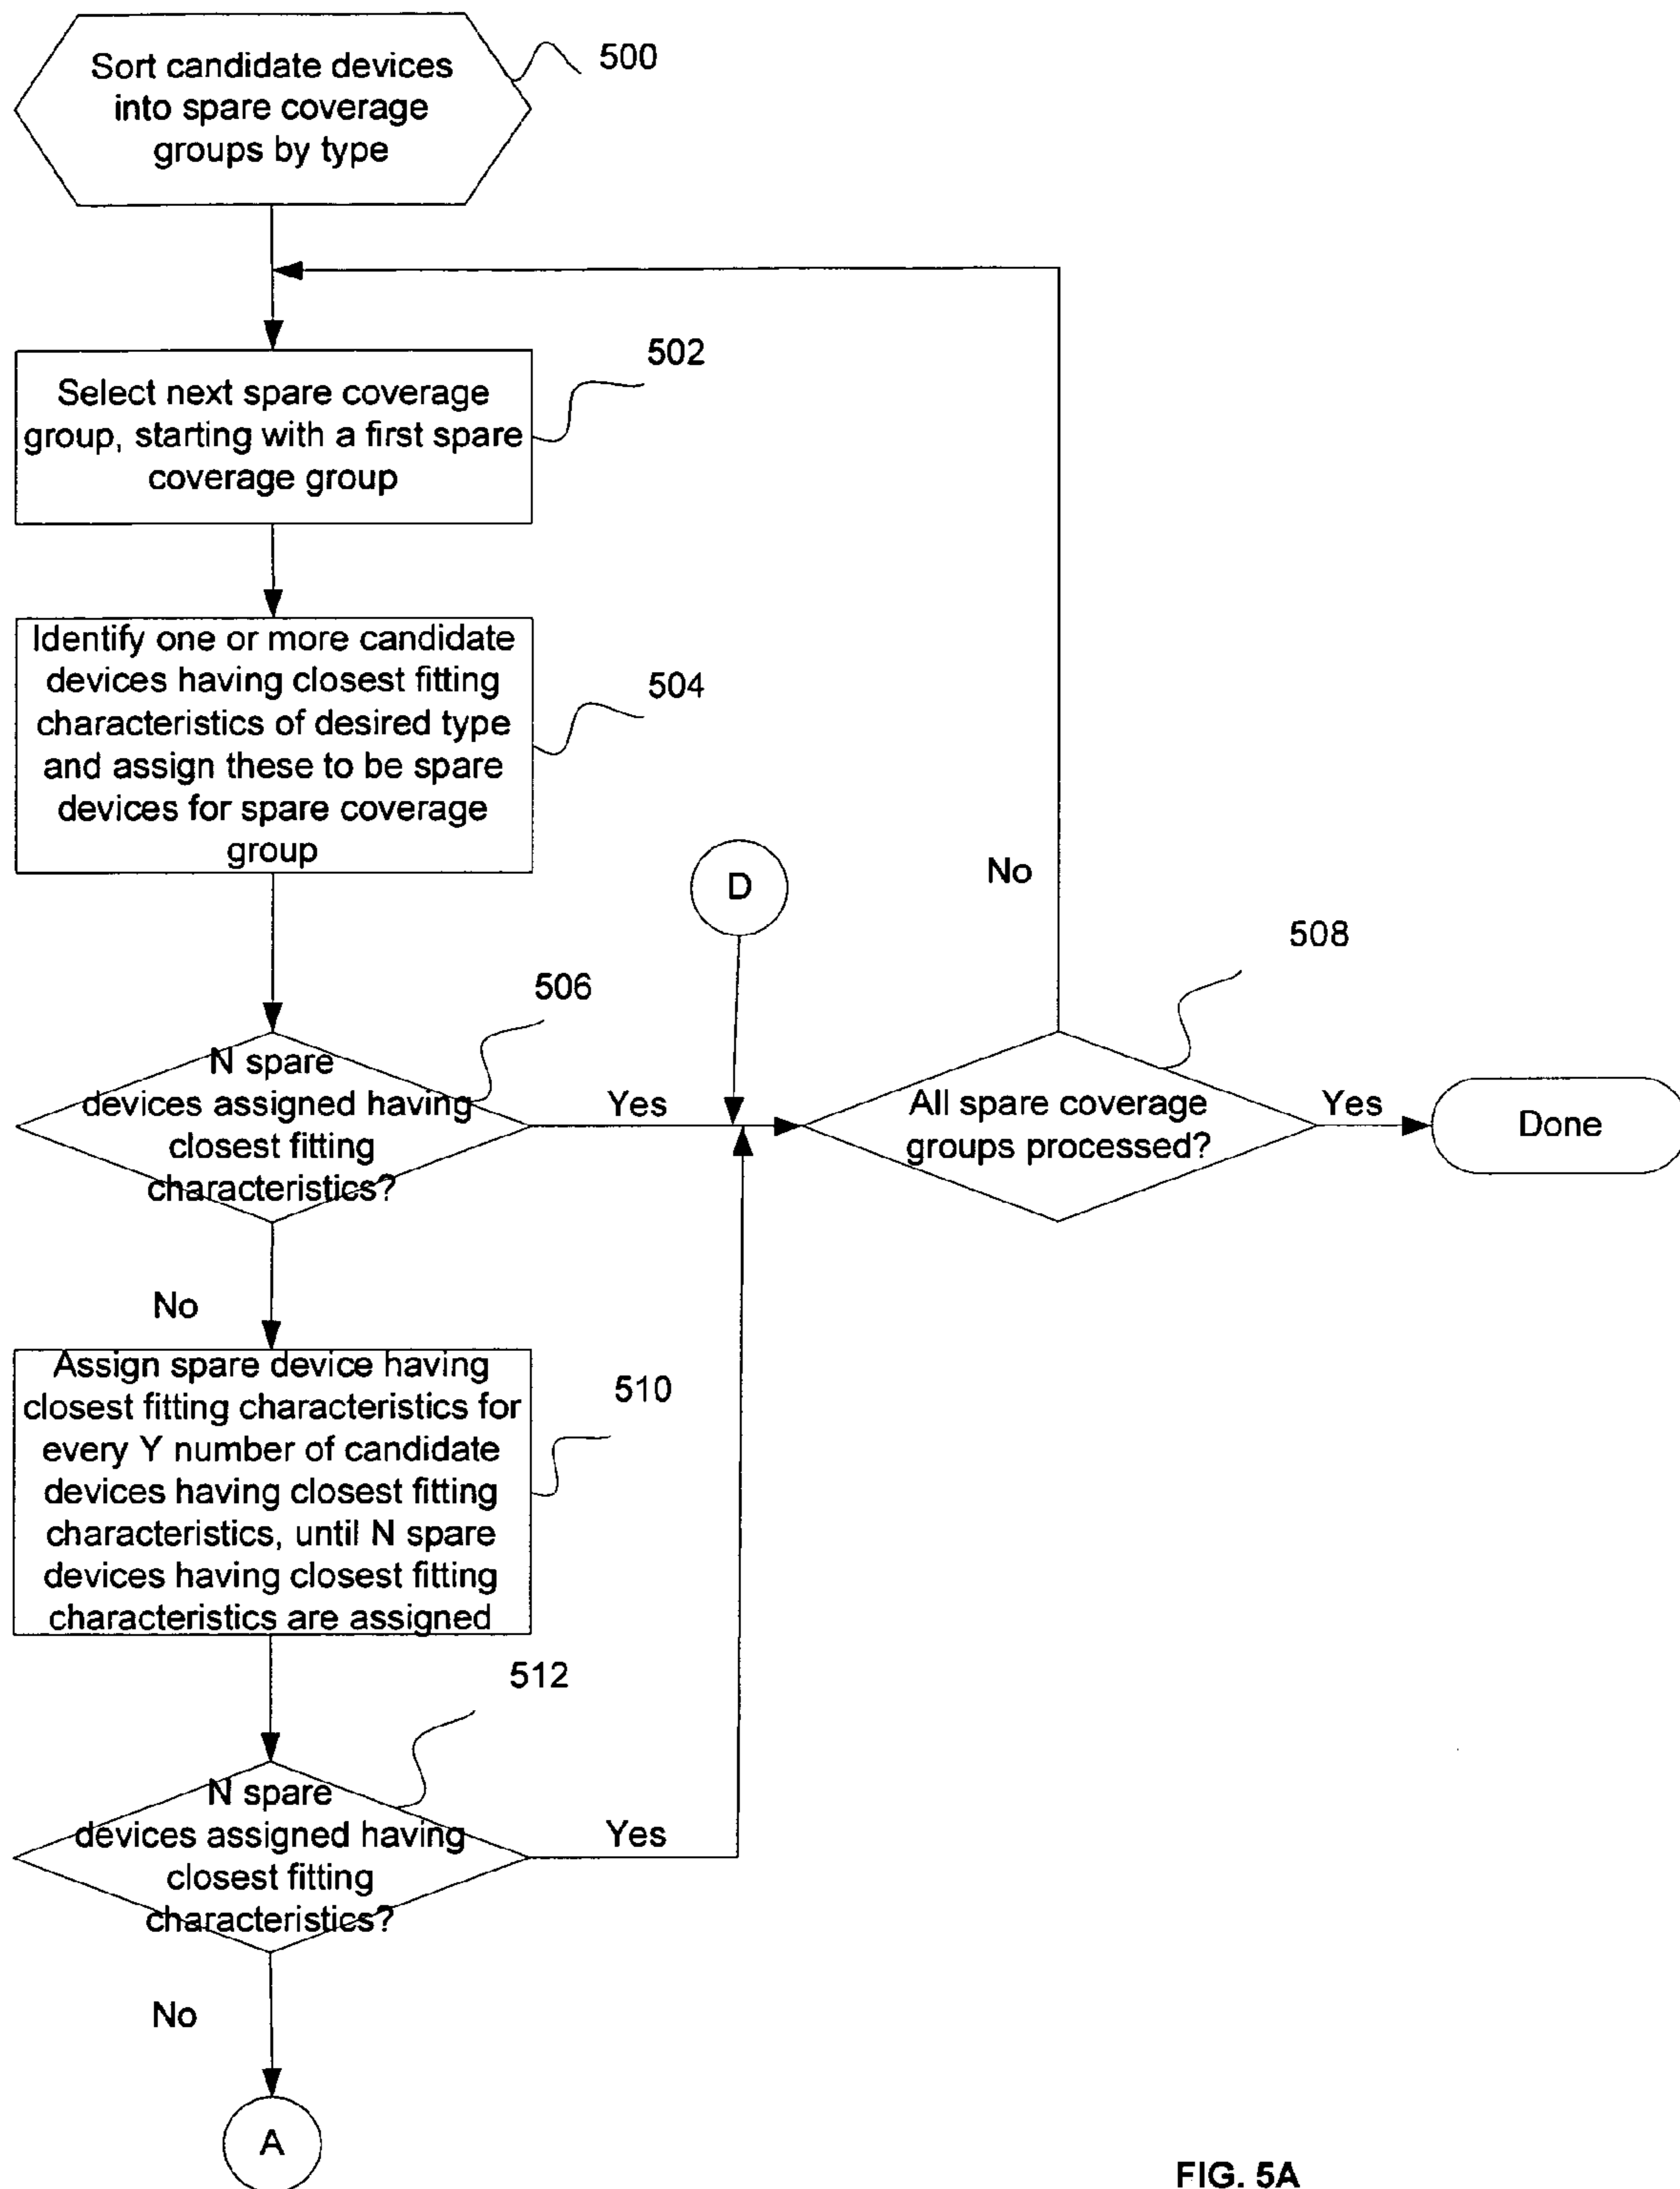 Sort candidate devices
into spare coverage
groups by type
500
502
Select next spare coverage
group, starting with a first spare
coverage group
Identify one or more candidate
devices having closest fitting
characteristics of desired type
and assign these to be spare
devices for spare coverage
group
504
D
No
508
506
N spare
devices assigned having
closest fitting
characteristics?
Yes
All spare coverage
groups processed?
Yes
Done
No
Assign spare device having
closest fitting characteristics for
every Y number of candidate
devices having closest fitting
characteristics, until N spare
devices having closest fitting
characteristics are assigned
510
512
N spare
devices assigned having
closest fitting
characteristics?
Yes
No
A
FIG. 5A